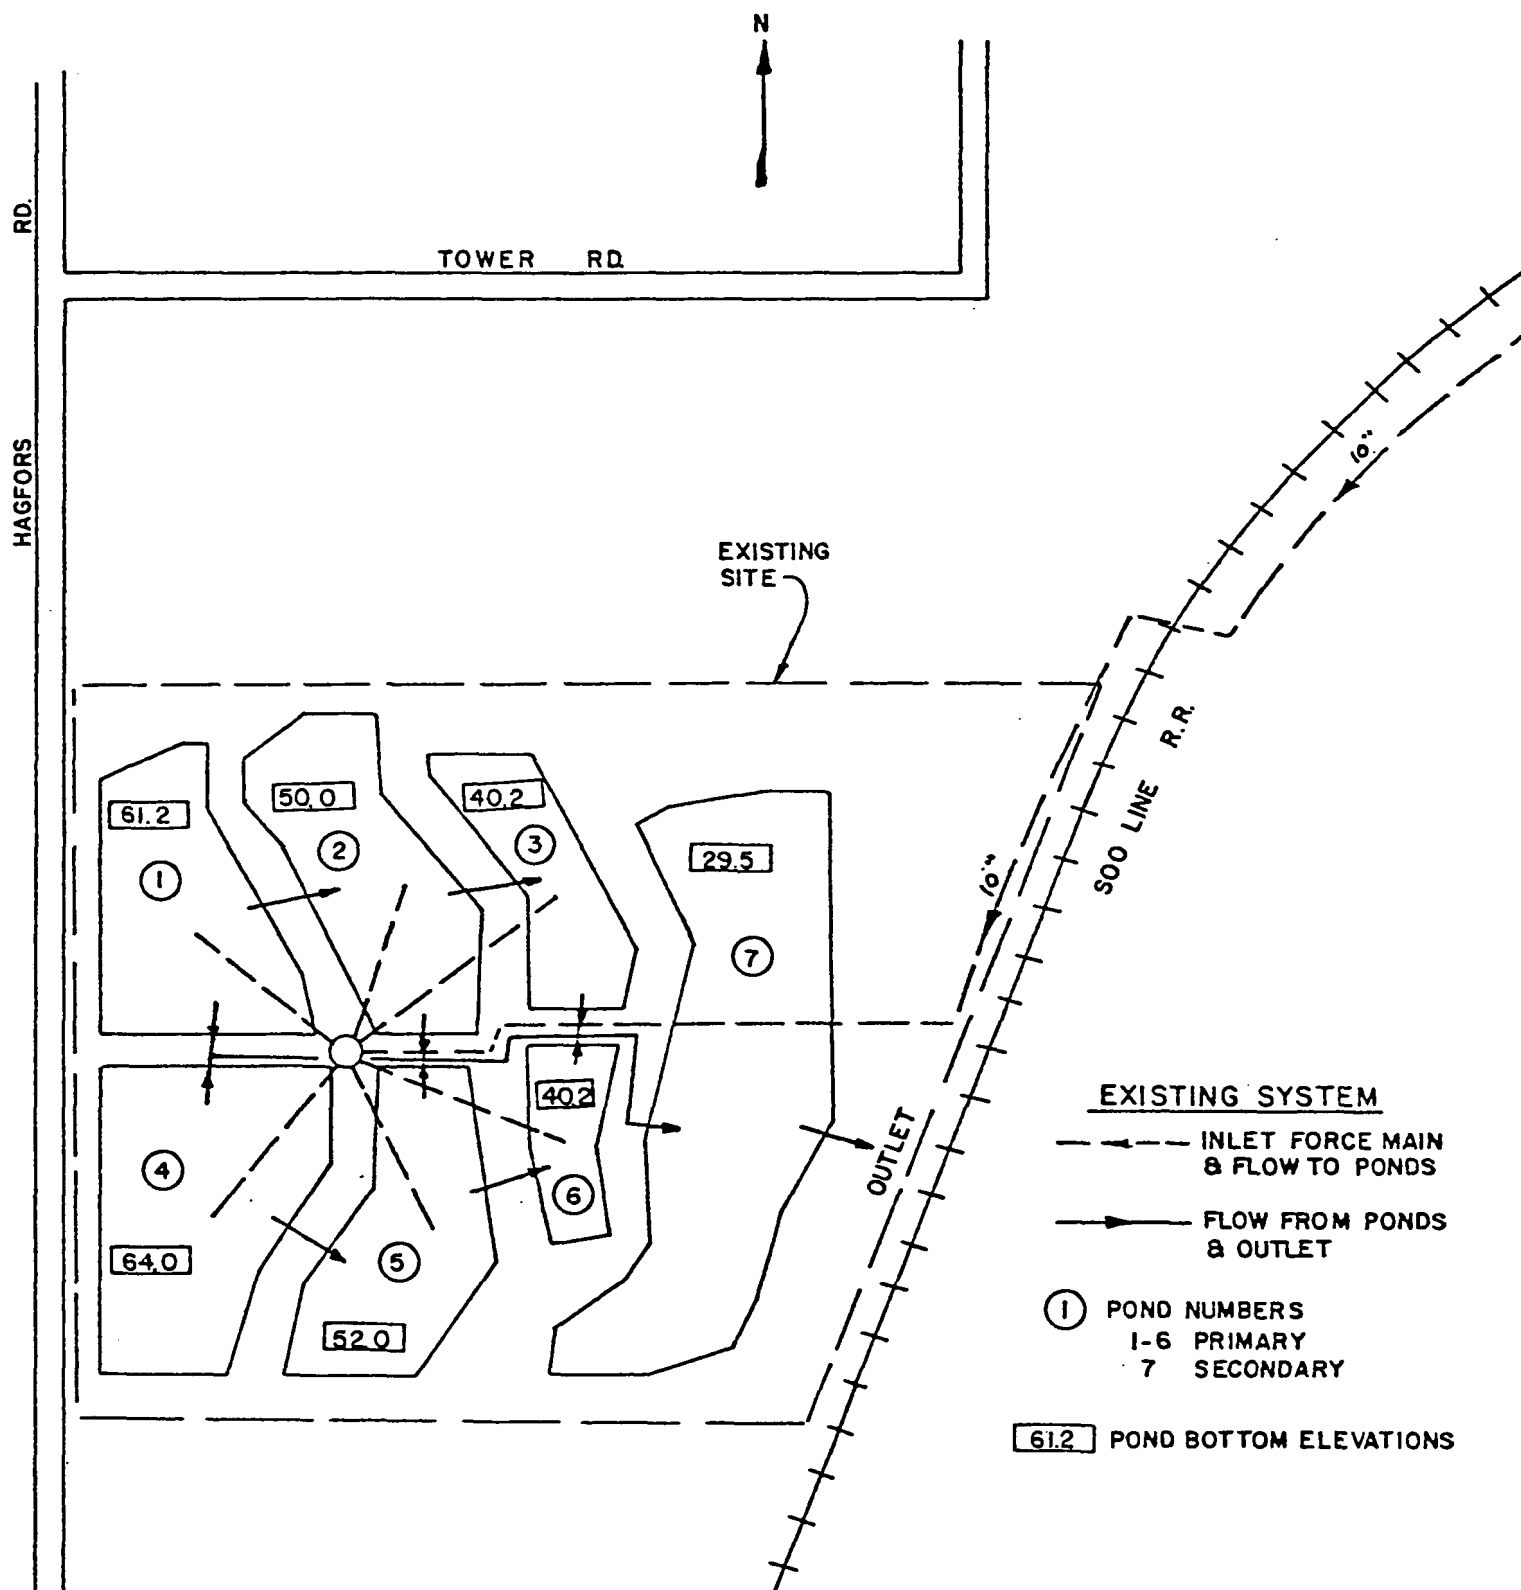 N
HAGFORS RD.
TOWER RD.
10"
EXISTING
SITE
SOO LINE R.R.
10"
61.2
1
50.0
2
40.2
3
29.5
7
40.2
6
4
64.0
5
52.0
OUTLET
EXISTING SYSTEM
INLET FORCE MAIN
& FLOW TO PONDS
FLOW FROM PONDS
& OUTLET
1 POND NUMBERS
1-6 PRIMARY
7 SECONDARY
61.2 POND BOTTOM ELEVATIONS